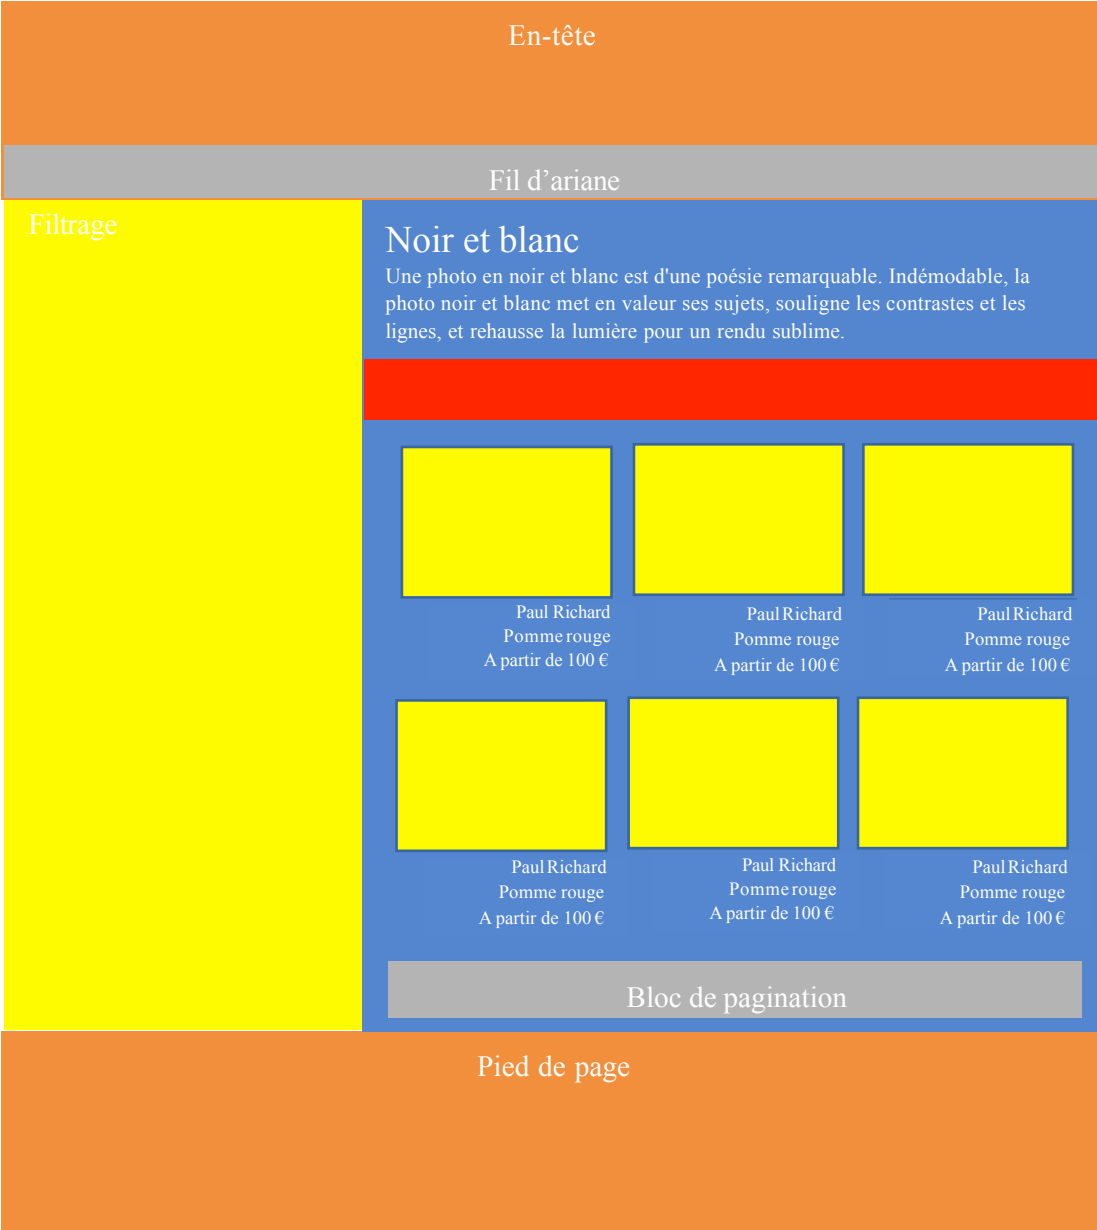 En-tête
Fil d’ariane
Filtrage
Noir et blanc
Une photo en noir et blanc est d'une poésie remarquable. Indémodable, la
photo noir et blanc met en valeur ses sujets, souligne les contrastes et les
lignes, et rehausse la lumière pour un rendu sublime.
Paul Richard
Pomme rouge
A partir de 100 €
Paul Richard
Pomme rouge
A partir de 100 €
Paul Richard
Pomme rouge
A partir de 100 €
Paul Richard
Pomme rouge
A partir de 100 €
Paul Richard
Pomme rouge
A partir de 100 €
Paul Richard
Pomme rouge
A partir de 100 €
Bloc de pagination
Pied de page